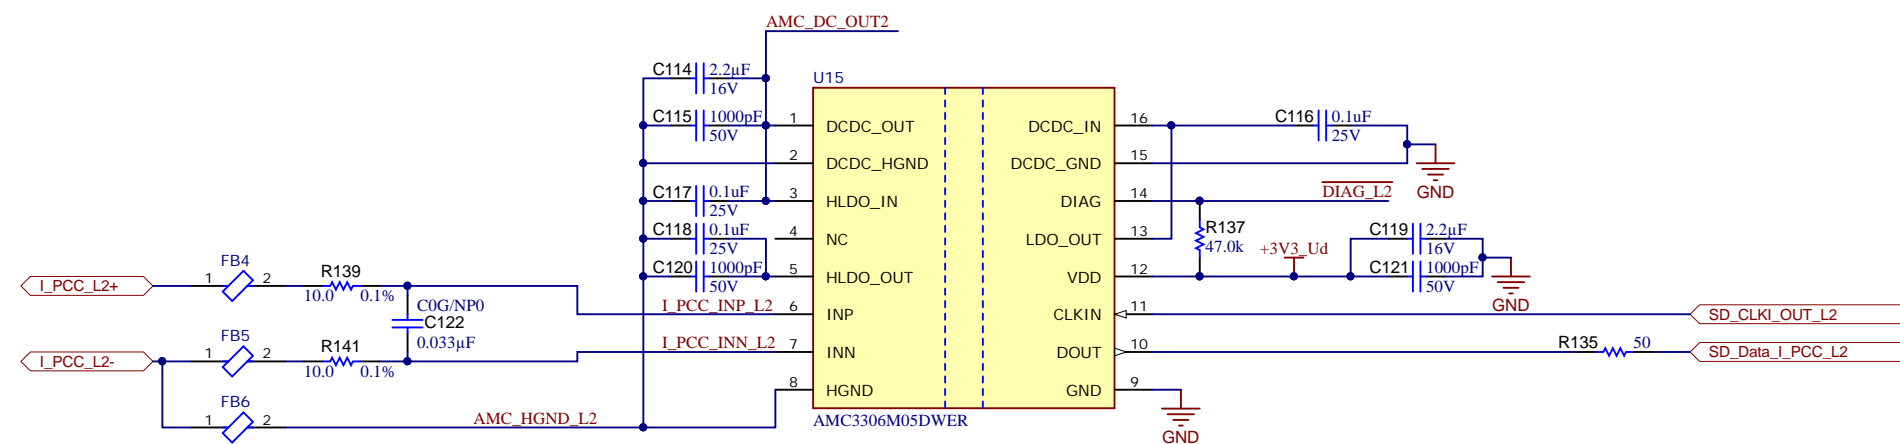 AMC_DC_OUT2
C114 2.2µF
16V
U15
C115 1000pF
50V
1 DCDC_OUT
DCDC_IN 16
C116 0.1uF
25V
2 DCDC_HGND
DCDC_GND 15
GND
C117 0.1uF
25V
3 HLDO_IN
DIAG 14
DIAG_L2
C118 0.1uF
25V
4 NC
LDO_OUT 13
R137
47.0k
+3V3_Ud
C119 2.2µF
16V
C120 1000pF
50V
5 HLDO_OUT
VDD 12
C121 1000pF
50V
GND
I_PCC_L2+
1 FB4 2
R139
10.0 0.1%
C0G/NP0
C122
0.033µF
I_PCC_INP_L2
6 INP
CLKIN 11
SD_CLKI_OUT_L2
I_PCC_L2-
1 FB5 2
R141
10.0 0.1%
I_PCC_INN_L2
7 INN
DOUT 10
R135 50
SD_Data_I_PCC_L2
8 HGND
GND 9
GND
1 FB6 2
AMC_HGND_L2
AMC3306M05DWER